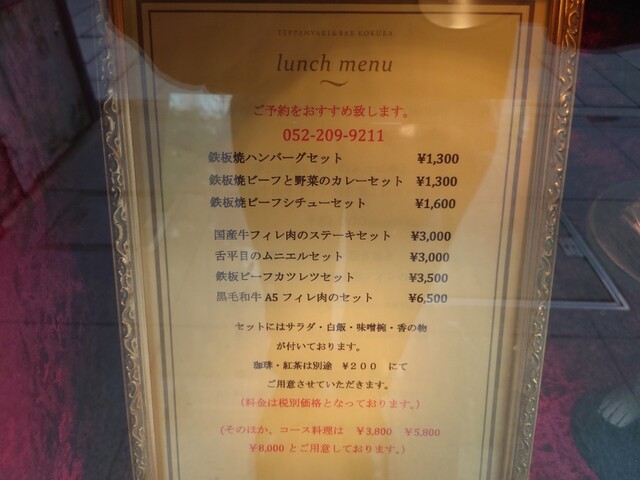 TEPPANYAKI&BAR KOKUKA
lunch menu
ご予約をおすすめ致します。
052-209-9211
鉄板焼ハンバーグセット ¥1,300
鉄板焼ビーフと野菜のカレーセット ¥1,300
鉄板焼ビーフシチューセット ¥1,600
国産牛フィレ肉のステーキセット ¥3,000
舌平目のムニエルセット ¥3,000
鉄板ビーフカツレツセット ¥3,500
黒毛和牛 A5 フィレ肉のセット ¥6,500
セットにはサラダ・白飯・味噌椀・香の物
が付いております。
珈琲・紅茶は別途 ¥200 にて
ご用意させていただきます。
(料金は税別価格となっております。)
(そのほか、コース料理は ¥3,800 ¥5,800
¥8,000 とご用意しております。)